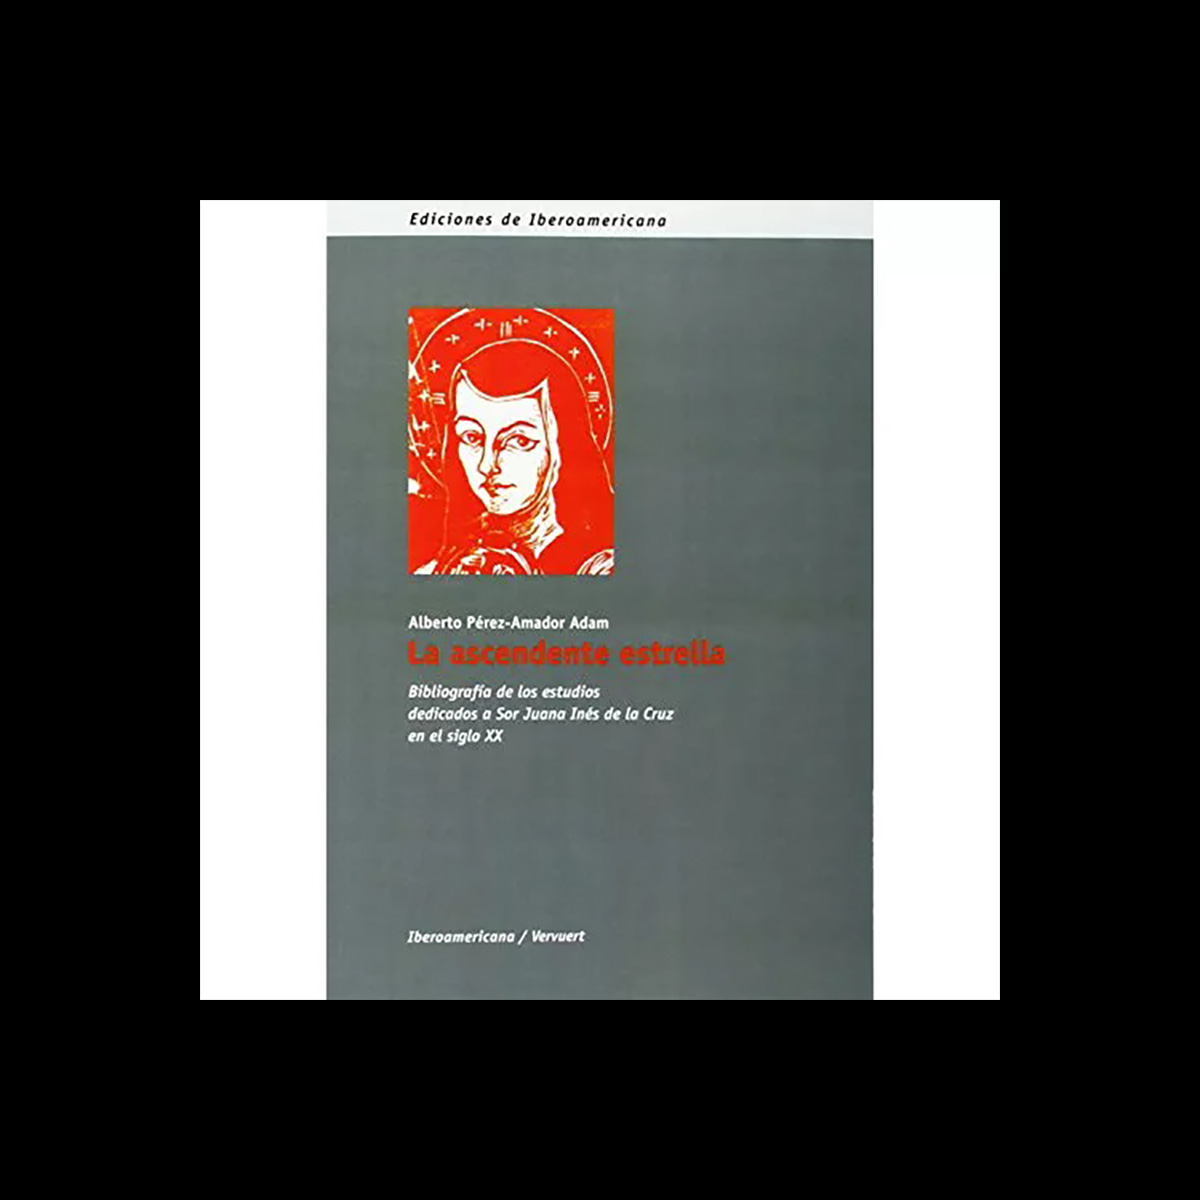 Ediciones de Iberoamericana
Alberto Pérez-Amador Adam
La ascendente estrella
Bibliografía de los estudios
dedicados a Sor Juana Inés de la Cruz
en el siglo XX
Iberoamericana / Vervuert